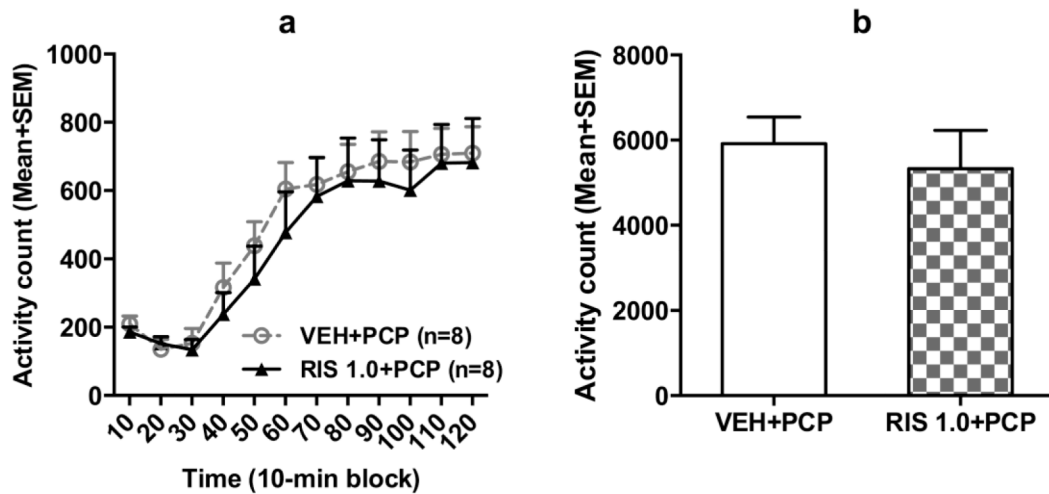 a
Activity count (Mean+SEM)
1000
800
600
400
200
0
VEH+PCP (n=8)
RIS 1.0+PCP (n=8)
10 20 30 40 50 60 70 80 90 100 110 120
Time (10-min block)
b
Activity count (Mean+SEM)
8000
6000
4000
2000
0
VEH+PCP RIS 1.0+PCP